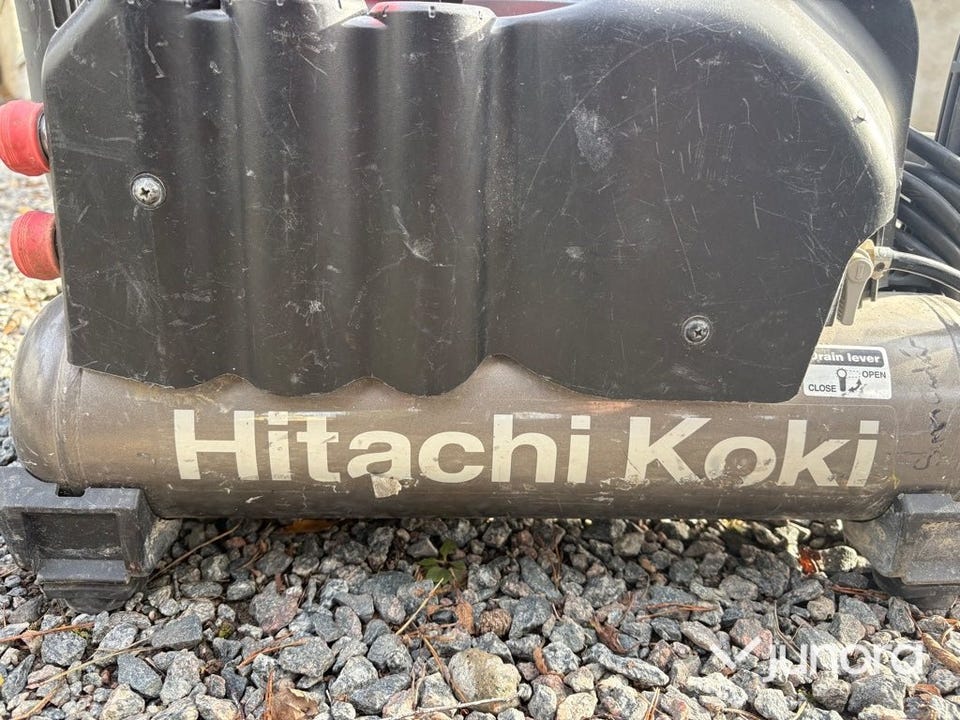 Drain lever
OPEN
CLOSE
Hitachi Koki
junora